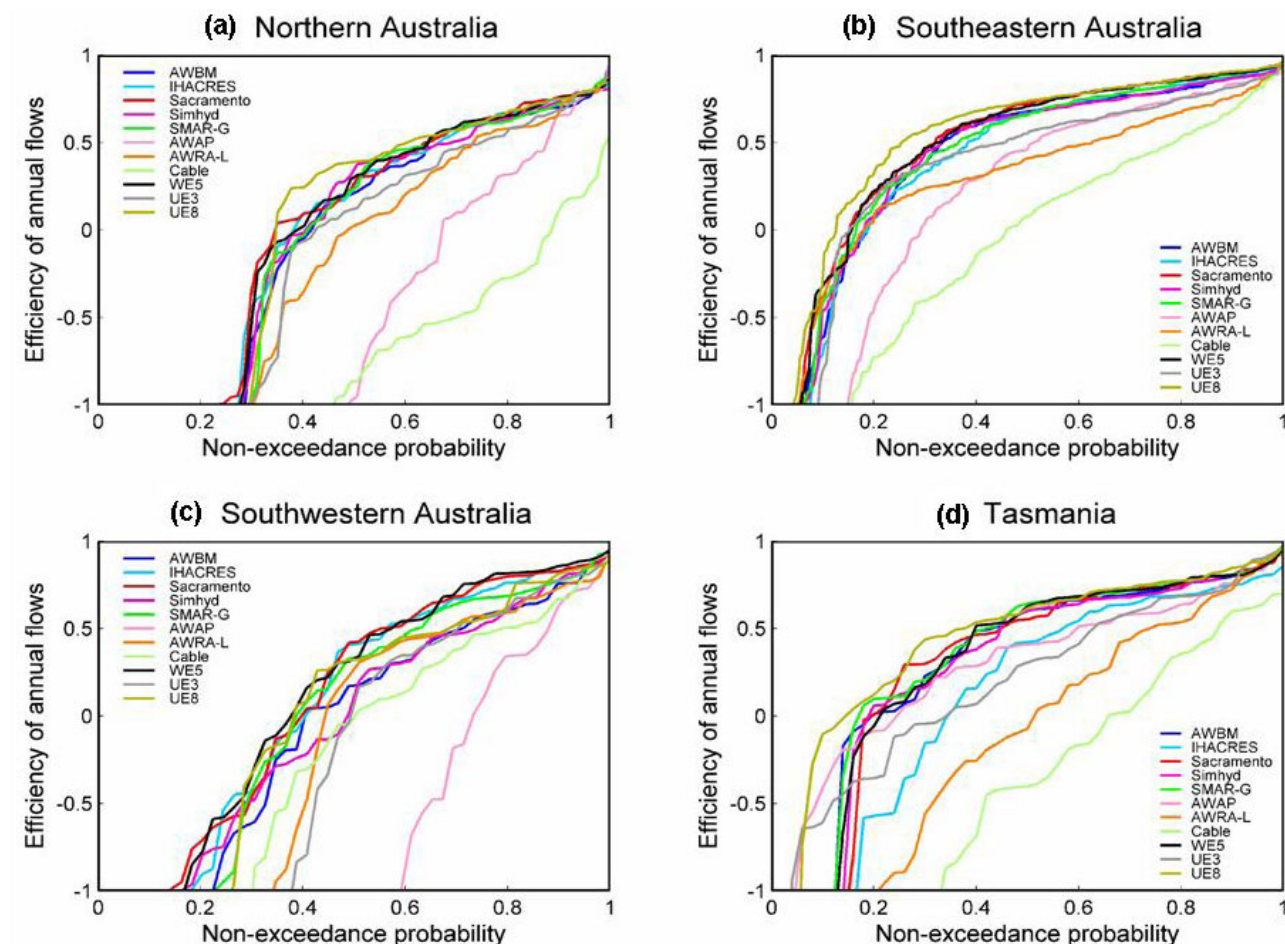 (a) Northern Australia
Efficiency of annual flows
1
0.5
0
-0.5
-1
AWBM
IHACRES
Sacramento
Simhyd
SMAR-G
AWAP
AWRA-L
Cable
WE5
UE3
UE8
0 0.2 0.4 0.6 0.8 1
Non-exceedance probability
(b) Southeastern Australia
Efficiency of annual flows
1
0.5
0
-0.5
-1
AWBM
IHACRES
Sacramento
Simhyd
SMAR-G
AWAP
AWRA-L
Cable
WE5
UE3
UE8
0 0.2 0.4 0.6 0.8 1
Non-exceedance probability
(c) Southwestern Australia
Efficiency of annual flows
1
0.5
0
-0.5
-1
AWBM
IHACRES
Sacramento
Simhyd
SMAR-G
AWAP
AWRA-L
Cable
WE5
UE3
UE8
0 0.2 0.4 0.6 0.8 1
Non-exceedance probability
(d) Tasmania
Efficiency of annual flows
1
0.5
0
-0.5
-1
AWBM
IHACRES
Sacramento
Simhyd
SMAR-G
AWAP
AWRA-L
Cable
WE5
UE3
UE8
0 0.2 0.4 0.6 0.8 1
Non-exceedance probability